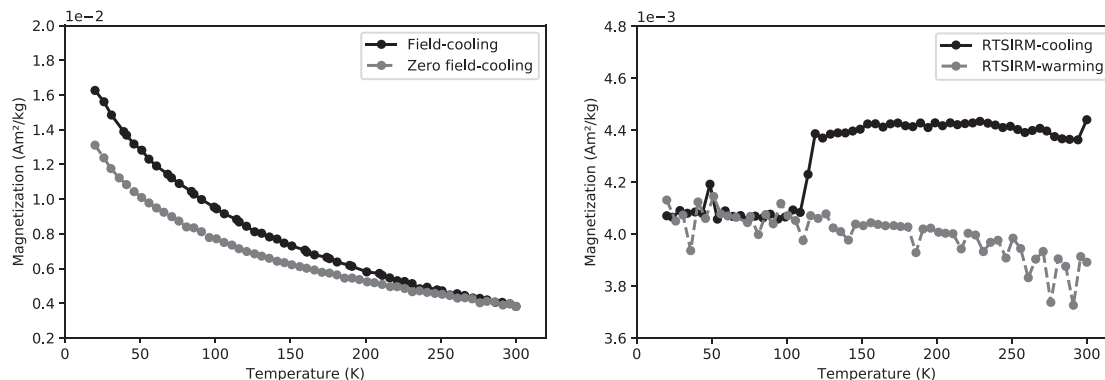 1e−2
2.0
1.8
1.6
1.4
1.2
1.0
0.8
0.6
0.4
0.2
Magnetization (Am²/kg)
Field-cooling
Zero field-cooling
0 50 100 150 200 250 300
Temperature (K)
1e−3
4.8
4.6
4.4
4.2
4.0
3.8
3.6
Magnetization (Am²/kg)
RTSIRM-cooling
RTSIRM-warming
0 50 100 150 200 250 300
Temperature (K)